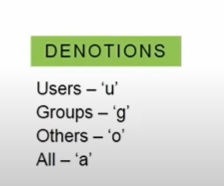 DENOTIONS
Users – ‘u’
Groups – ‘g’
Others – ‘o’
All – ‘a’